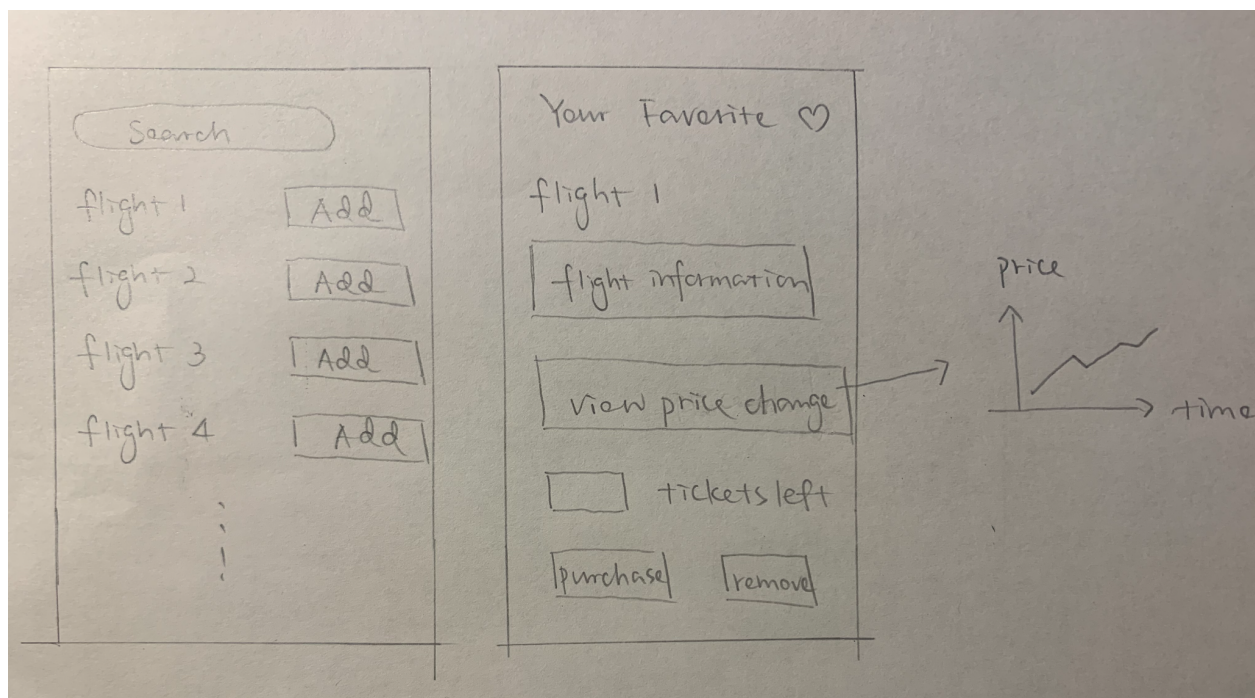 Search
flight 1 Add
flight 2 Add
flight 3 Add
flight 4 Add
Your Favorite ♡
flight 1
flight information
view price change
tickets left
purchase remove
price
time